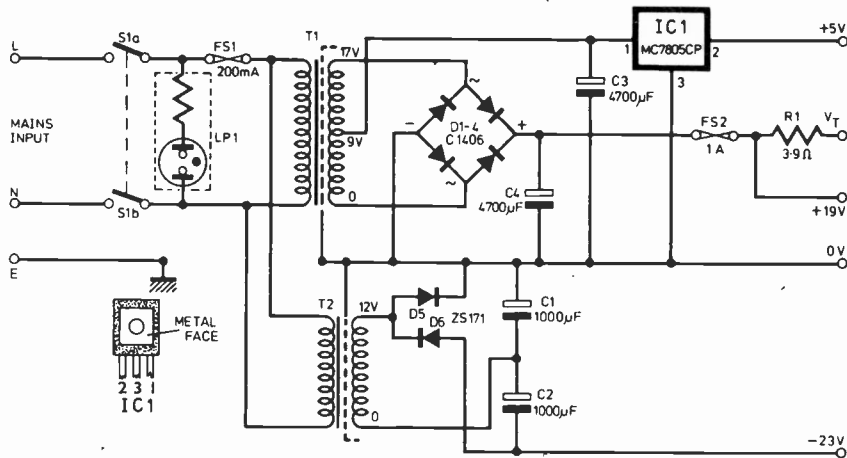 S1a
FS1
200mA
L
MAINS
INPUT
LP1
N
S1b
E
T1
17V
9V
0
~
-
+
~
D1-4
C1406
C3
4700µF
C4
4700µF
1
IC1
MC7805CP
2
3
+5V
FS2
1A
R1
3·9Ω
VT
+19V
0V
METAL
FACE
2 3 1
IC1
T2
12V
0
D5
D6
ZS171
C1
1000µF
C2
1000µF
-23V